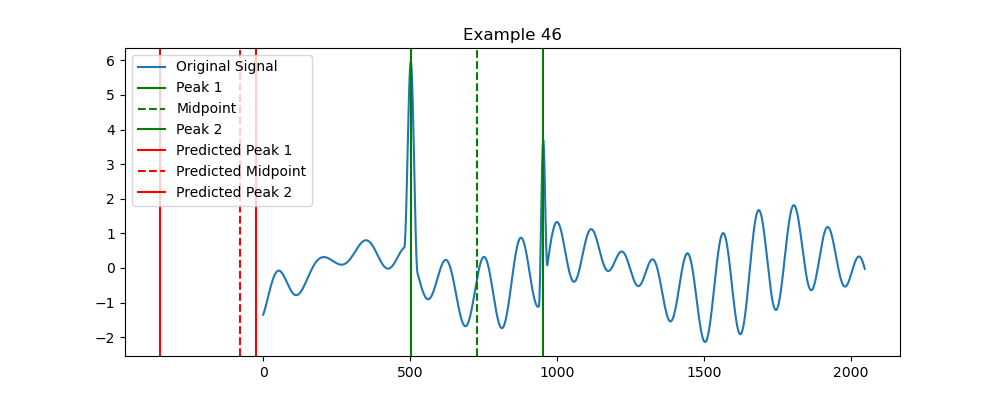 Example 46
Original Signal
Peak 1
Midpoint
Peak 2
Predicted Peak 1
Predicted Midpoint
Predicted Peak 2
6
5
4
3
2
1
0
−1
−2
0 500 1000 1500 2000